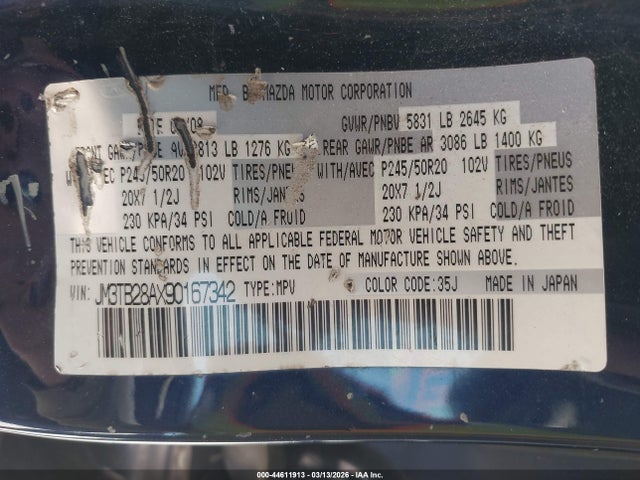 MFD. MAZDA MOTOR CORPORATION
GVWR/PNBV 5831 LB 2645 KG
FRONT GAWR/ LB 1276 KG REAR GAWR/PNBE AR 3086 LB 1400 KG
P245/50R20 102V TIRES/PNEUS WITH/AVEC P245/50R20 102V TIRES/PNEUS
20X7 1/2J RIMS/JANTES 20X7 1/2J RIMS/JANTES
230 KPA/34 PSI COLD/A FROID 230 KPA/34 PSI COLD/A FROID
THIS VEHICLE CONFORMS TO ALL APPLICABLE FEDERAL MOTOR VEHICLE SAFETY AND THEFT
PREVENTION STANDARDS IN EFFECT ON THE DATE OF MANUFACTURE SHOWN ABOVE.
VIN: JM3TB28AX90167342 TYPE:MPV COLOR CODE:35J MADE IN JAPAN
000-44611913 - 03/13/2026 - IAA Inc.